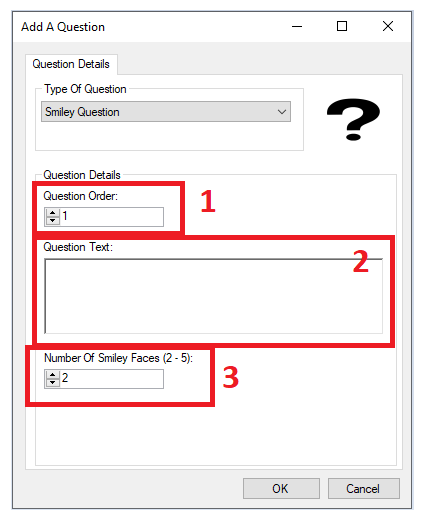 Add A Question
Question Details
Type Of Question
Smiley Question
?
Question Details
Question Order:
1
1
Question Text:
2
Number Of Smiley Faces (2 - 5):
2
3
OK
Cancel